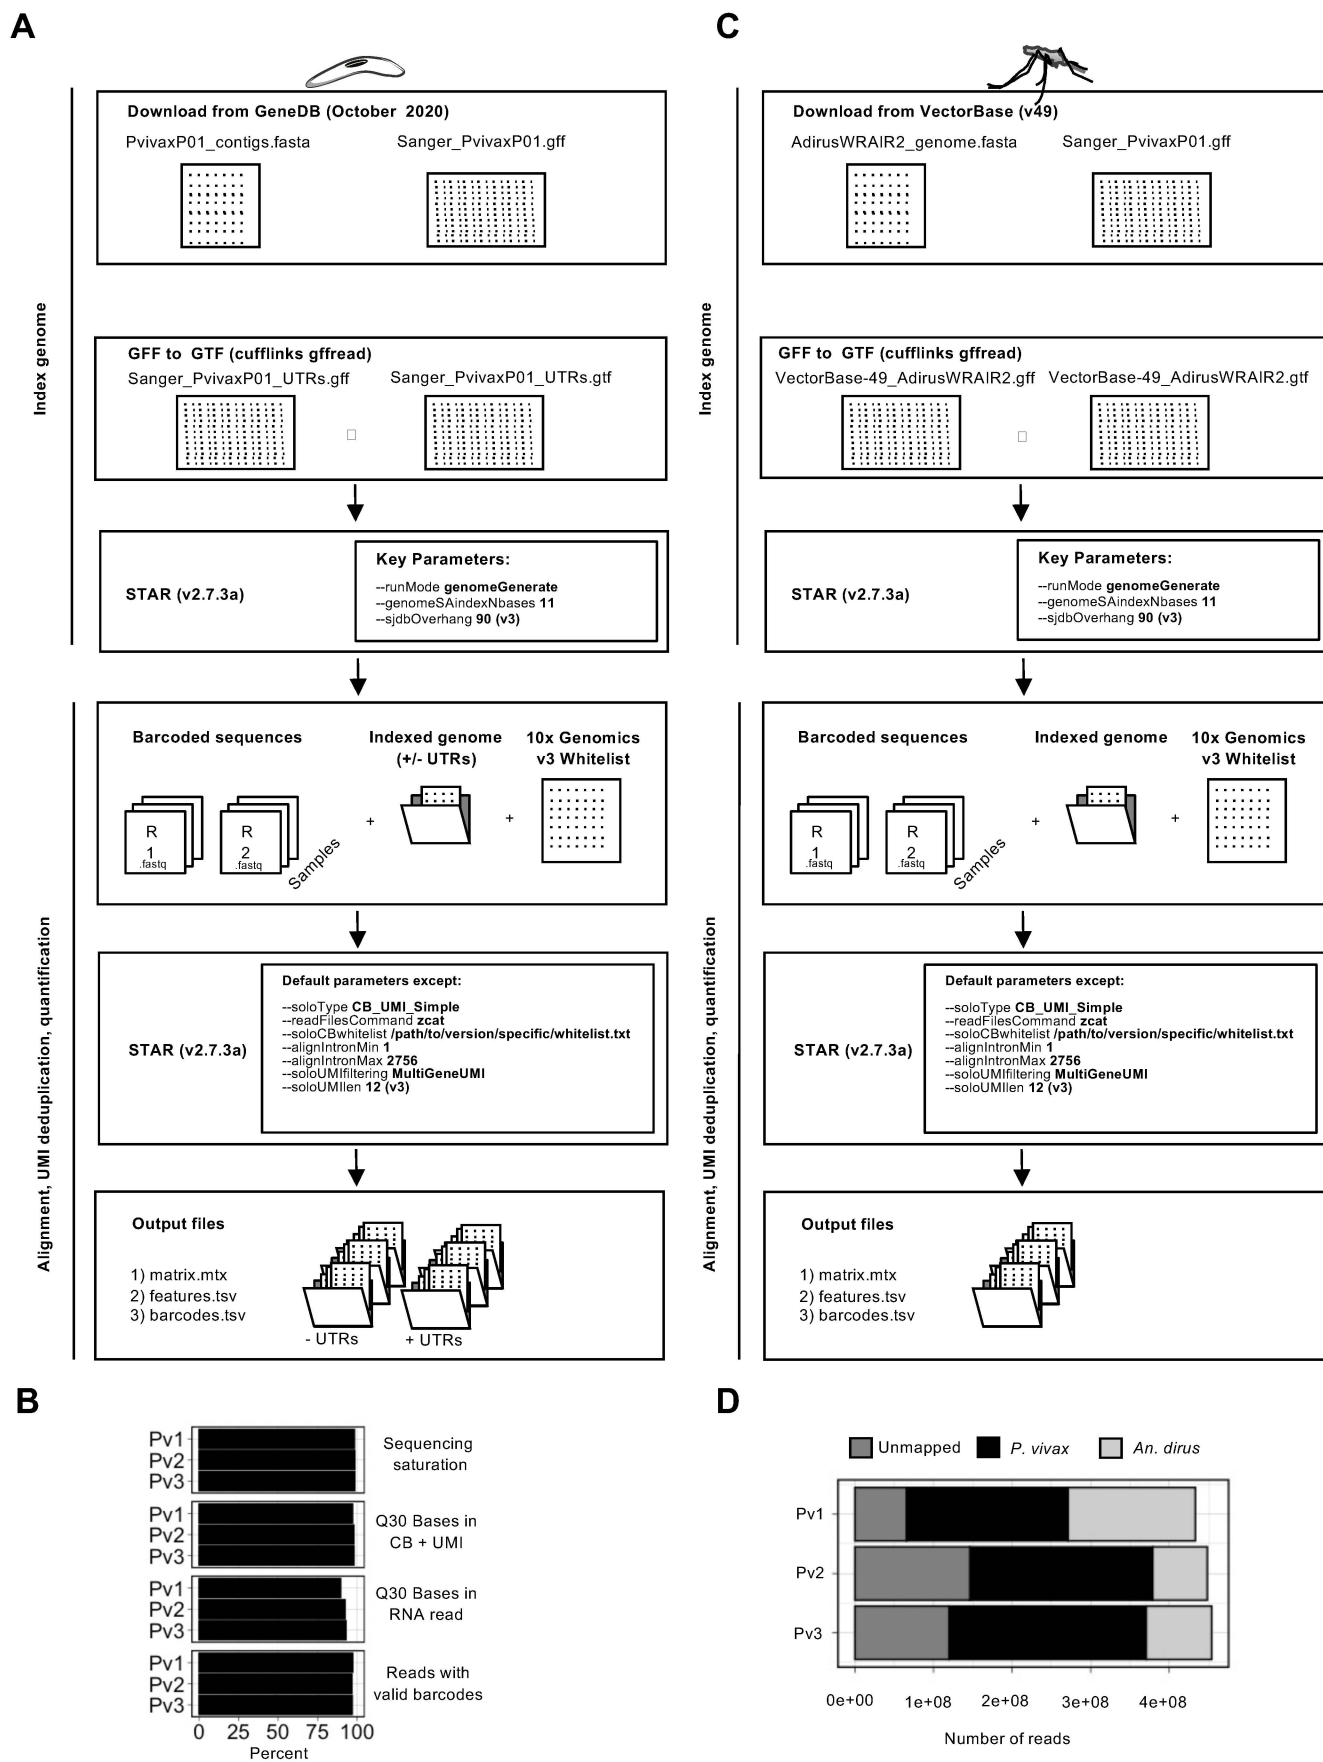 A
Download from GeneDB (October 2020)
PvivaxP01_contigs.fasta
Sanger_PvivaxP01.gff
GFF to GTF (cufflinks gffread)
Sanger_PvivaxP01_UTRs.gff
Sanger_PvivaxP01_UTRs.gtf
Index genome
STAR (v2.7.3a)
Key Parameters:
--runMode genomeGenerate
--genomeSAindexNbases 11
--sjdbOverhang 90 (v3)
Barcoded sequences
Indexed genome
(+/- UTRs)
10x Genomics
v3 Whitelist
R
1
.fastq
R
2
.fastq
Samples
+
+
Alignment, UMI deduplication, quantification
STAR (v2.7.3a)
Default parameters except:
--soloType CB_UMI_Simple
--readFilesCommand zcat
--soloCBwhitelist /path/to/version/specific/whitelist.txt
--alignIntronMin 1
--alignIntronMax 2756
--soloUMIfiltering MultiGeneUMI
--soloUMIlen 12 (v3)
Output files
1) matrix.mtx
2) features.tsv
3) barcodes.tsv
- UTRs
+ UTRs
C
Download from VectorBase (v49)
AdirusWRAIR2_genome.fasta
Sanger_PvivaxP01.gff
GFF to GTF (cufflinks gffread)
VectorBase-49_AdirusWRAIR2.gff
VectorBase-49_AdirusWRAIR2.gtf
Index genome
STAR (v2.7.3a)
Key Parameters:
--runMode genomeGenerate
--genomeSAindexNbases 11
--sjdbOverhang 90 (v3)
Barcoded sequences
Indexed genome
10x Genomics
v3 Whitelist
R
1
.fastq
R
2
.fastq
Samples
+
+
Alignment, UMI deduplication, quantification
STAR (v2.7.3a)
Default parameters except:
--soloType CB_UMI_Simple
--readFilesCommand zcat
--soloCBwhitelist /path/to/version/specific/whitelist.txt
--alignIntronMin 1
--alignIntronMax 2756
--soloUMIfiltering MultiGeneUMI
--soloUMIlen 12 (v3)
Output files
1) matrix.mtx
2) features.tsv
3) barcodes.tsv
B
Pv1
Pv2
Pv3
Sequencing
saturation
Pv1
Pv2
Pv3
Q30 Bases in
CB + UMI
Pv1
Pv2
Pv3
Q30 Bases in
RNA read
Pv1
Pv2
Pv3
Reads with
valid barcodes
0 25 50 75 100
Percent
D
Unmapped P. vivax An. dirus
Pv1
Pv2
Pv3
0e+00 1e+08 2e+08 3e+08 4e+08
Number of reads